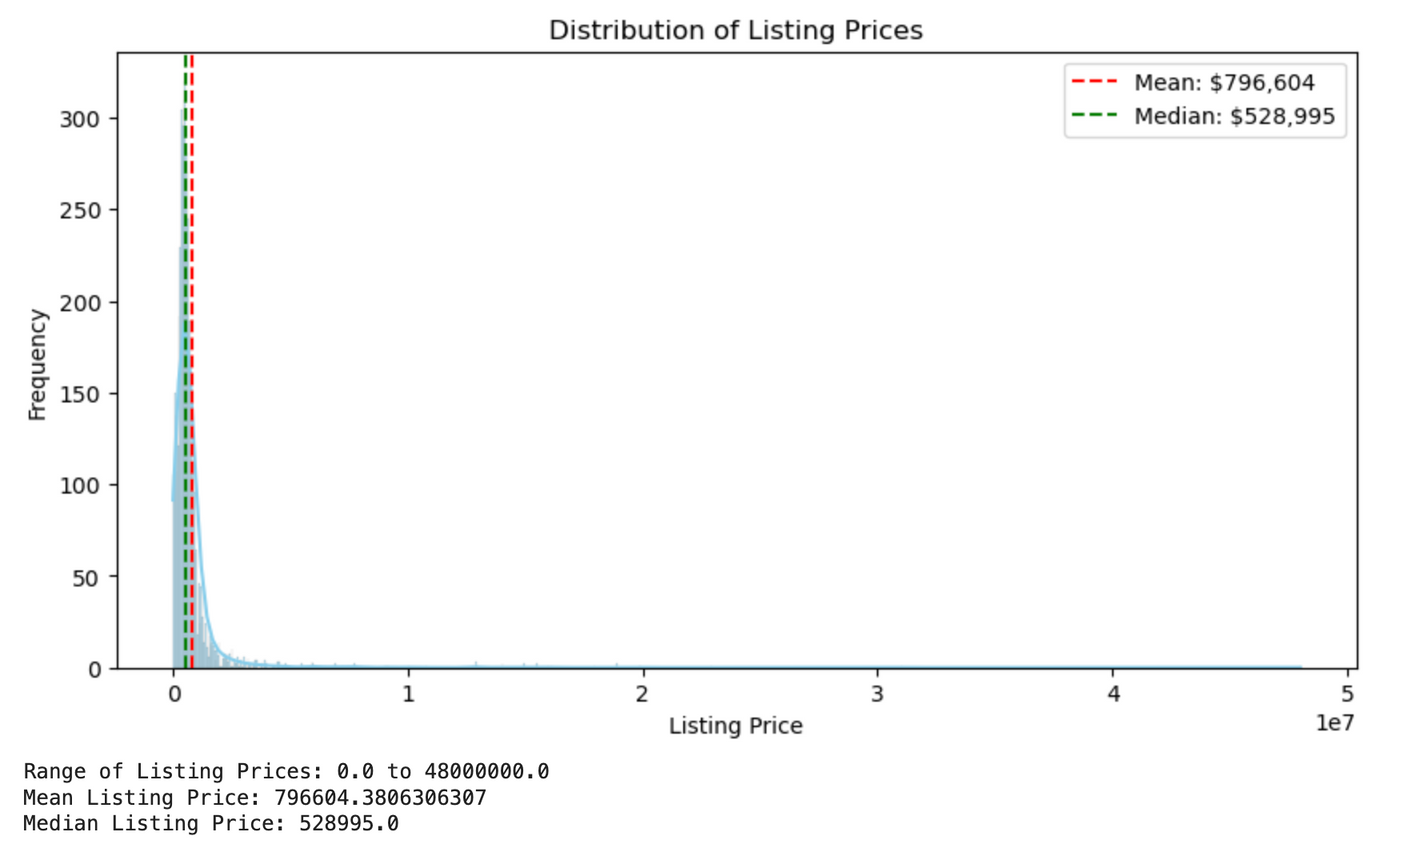 Distribution of Listing Prices
Mean: $796,604
Median: $528,995
300
250
200
150
100
50
0
Frequency
0 1 2 3 4 5
1e7
Listing Price
Range of Listing Prices: 0.0 to 48000000.0
Mean Listing Price: 796604.3806306307
Median Listing Price: 528995.0